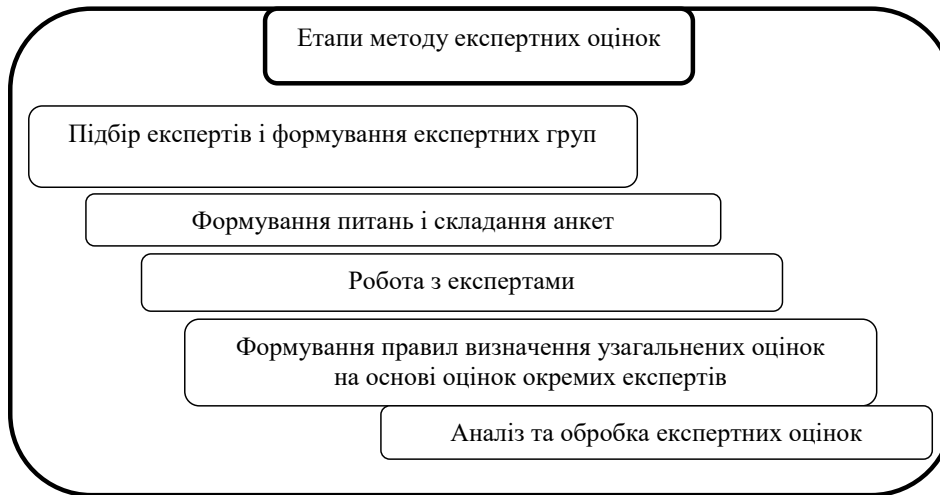 Етапи методу експертних оцінок
Підбір експертів і формування експертних груп
Формування питань і складання анкет
Робота з експертами
Формування правил визначення узагальнених оцінок
на основі оцінок окремих експертів
Аналіз та обробка експертних оцінок